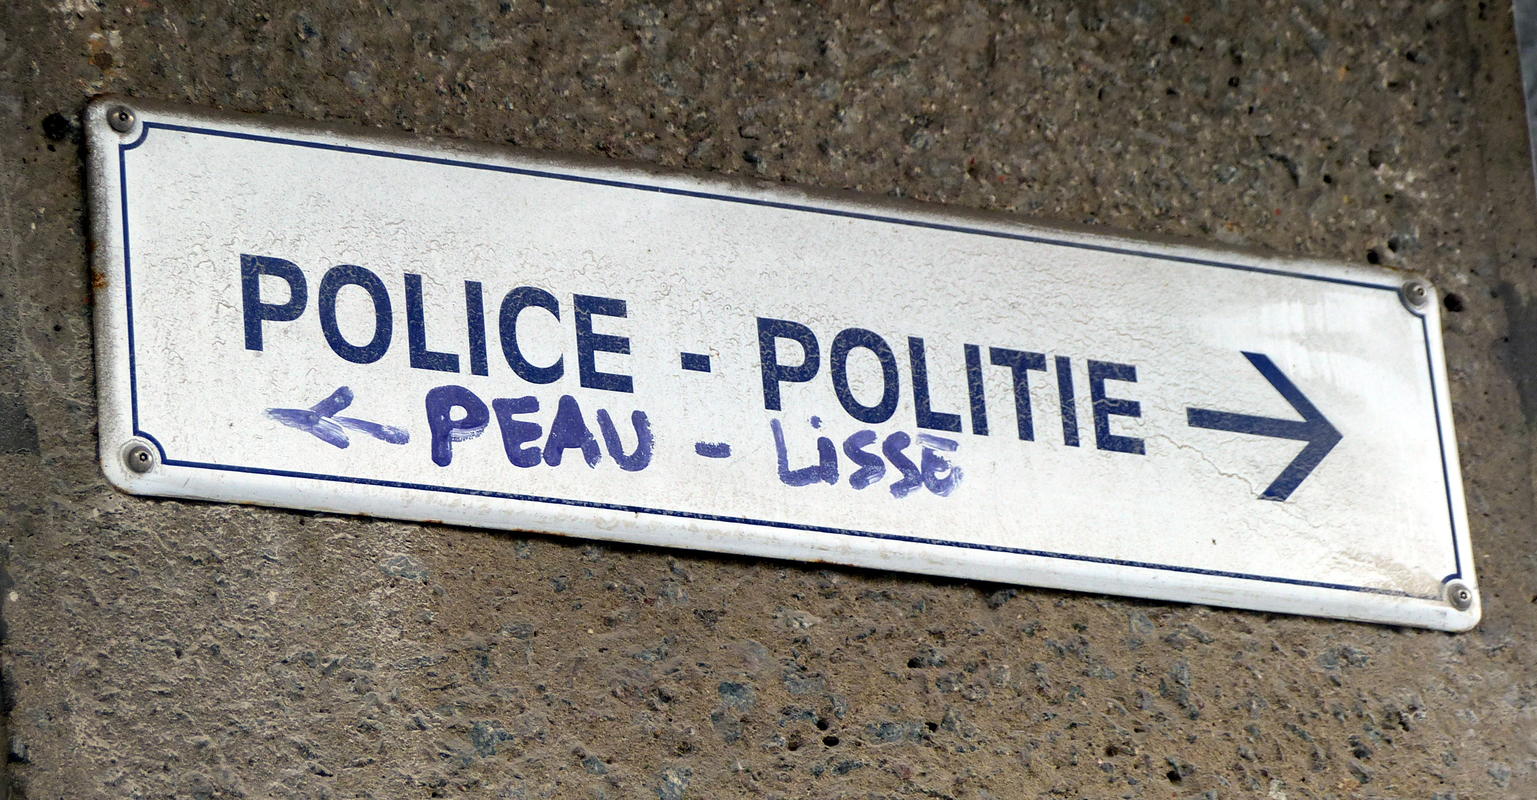 POLICE - POLITIE →
← PEAU - LiSSE